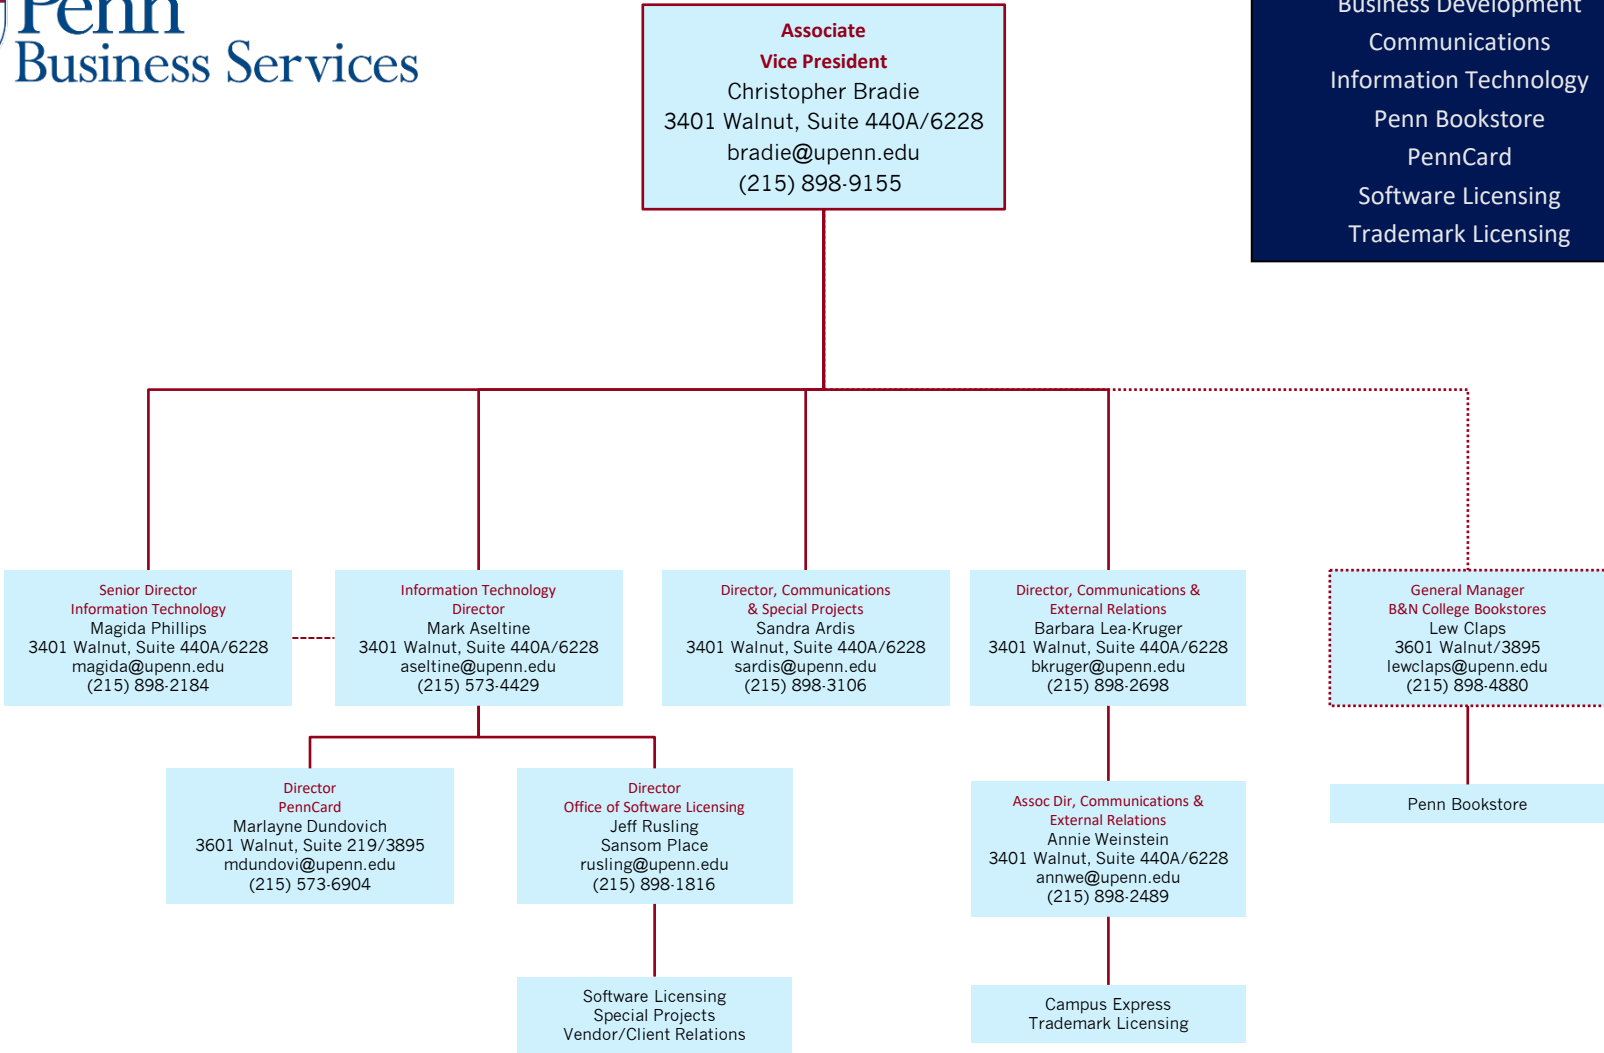 Penn
Business Services
Associate
Vice President
Christopher Bradie
3401 Walnut, Suite 440A/6228
bradie@upenn.edu
(215) 898-9155
Business Development
Communications
Information Technology
Penn Bookstore
PennCard
Software Licensing
Trademark Licensing
Senior Director
Information Technology
Magida Phillips
3401 Walnut, Suite 440A/6228
magida@upenn.edu
(215) 898-2184
Information Technology
Director
Mark Aseltine
3401 Walnut, Suite 440A/6228
aseltine@upenn.edu
(215) 573-4429
Director, Communications
& Special Projects
Sandra Ardis
3401 Walnut, Suite 440A/6228
sardis@upenn.edu
(215) 898-3106
Director, Communications &
External Relations
Barbara Lea-Kruger
3401 Walnut, Suite 440A/6228
bkruger@upenn.edu
(215) 898-2698
General Manager
B&N College Bookstores
Lew Claps
3601 Walnut/3895
lewclaps@upenn.edu
(215) 898-4880
Director
PennCard
Marlayne Dundovich
3601 Walnut, Suite 219/3895
mdundovi@upenn.edu
(215) 573-6904
Director
Office of Software Licensing
Jeff Rusling
Sansom Place
rusling@upenn.edu
(215) 898-1816
Assoc Dir, Communications &
External Relations
Annie Weinstein
3401 Walnut, Suite 440A/6228
annwe@upenn.edu
(215) 898-2489
Penn Bookstore
Software Licensing
Special Projects
Vendor/Client Relations
Campus Express
Trademark Licensing